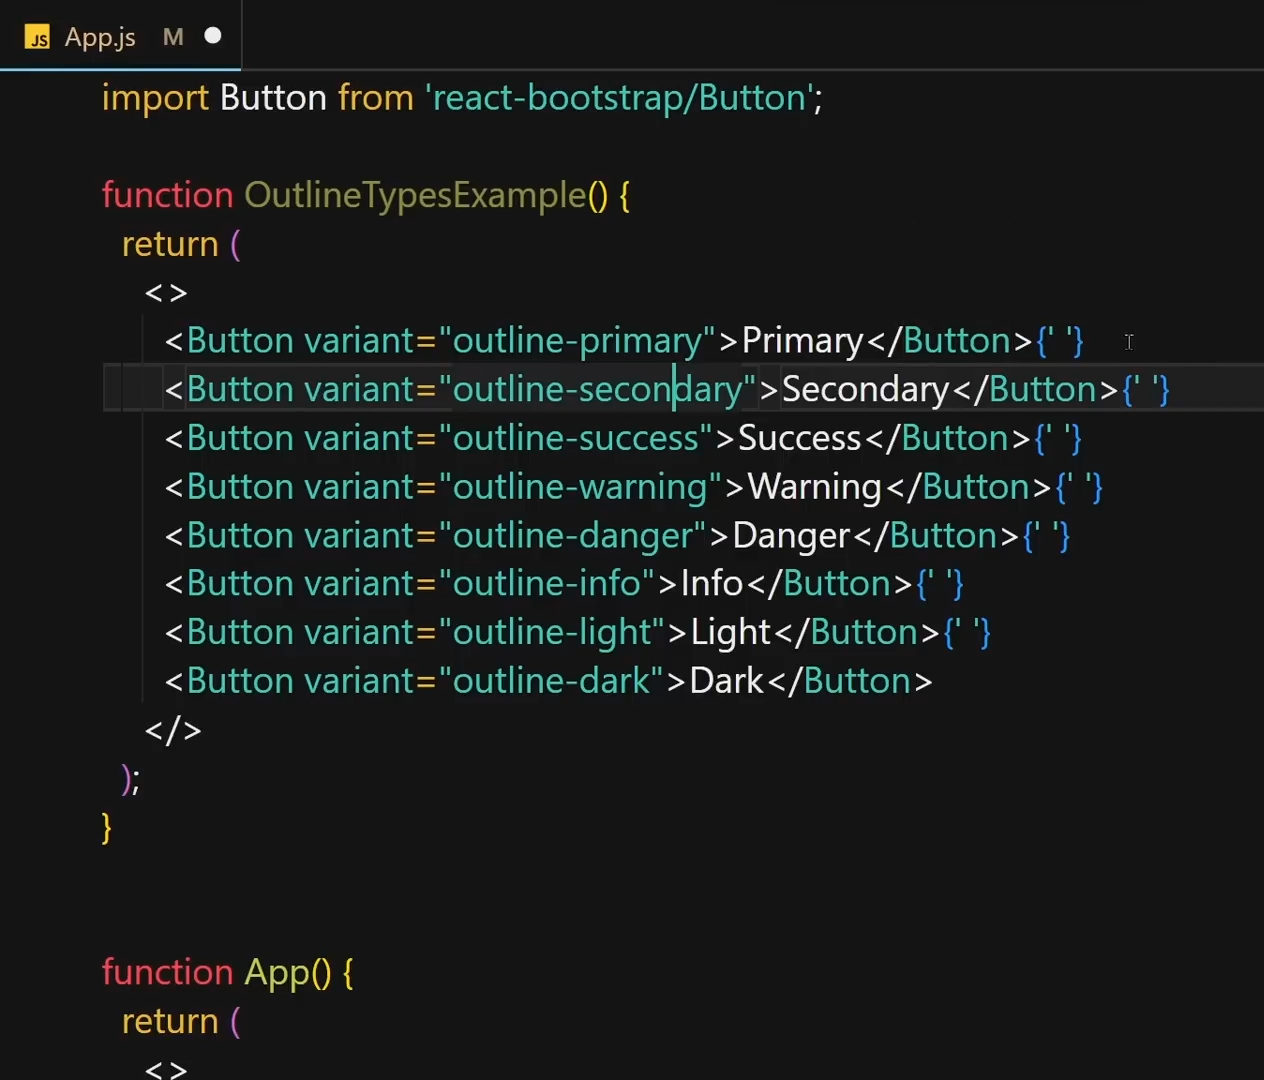 JS App.js M
import Button from 'react-bootstrap/Button';
function OutlineTypesExample() {
return (
<>
<Button variant="outline-primary">Primary</Button>{' '}
<Button variant="outline-secondary">Secondary</Button>{' '}
<Button variant="outline-success">Success</Button>{' '}
<Button variant="outline-warning">Warning</Button>{' '}
<Button variant="outline-danger">Danger</Button>{' '}
<Button variant="outline-info">Info</Button>{' '}
<Button variant="outline-light">Light</Button>{' '}
<Button variant="outline-dark">Dark</Button>
</>
);
}
function App() {
return (
<>